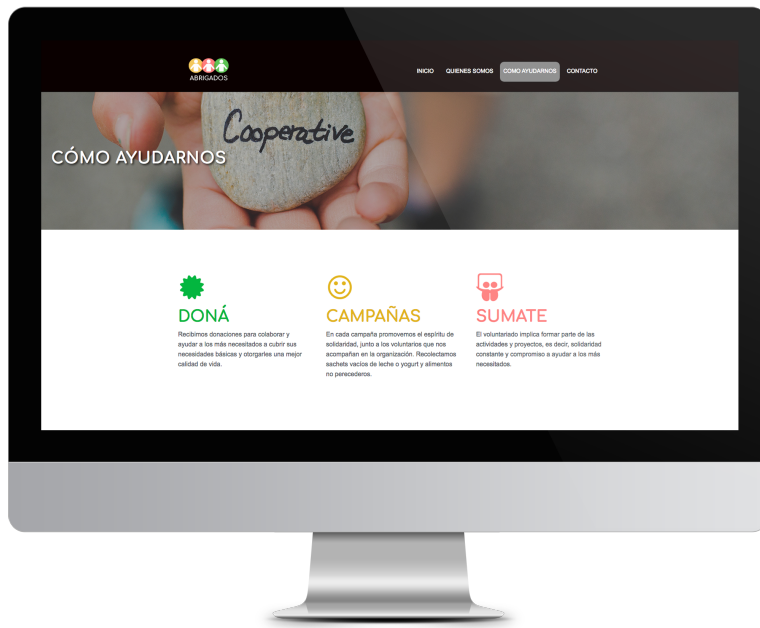 ABRIGADOS
INICIO QUIENES SOMOS COMO AYUDARNOS CONTACTO
Cooperative
CÓMO AYUDARNOS
DONÁ
Recibimos donaciones para colaborar y
ayudar a los más necesitados a cubrir sus
necesidades básicas y otorgarles una mejor
calidad de vida.
CAMPAÑAS
En cada campaña promovemos el espíritu de
solidaridad, junto a los voluntarios que nos
acompañan en la organización. Recolectamos
sachets vacíos de leche o yogurt y alimentos
no perecederos.
SUMATE
El voluntariado implica formar parte de las
actividades y proyectos, es decir, solidaridad
constante y compromiso a ayudar a los más
necesitados.